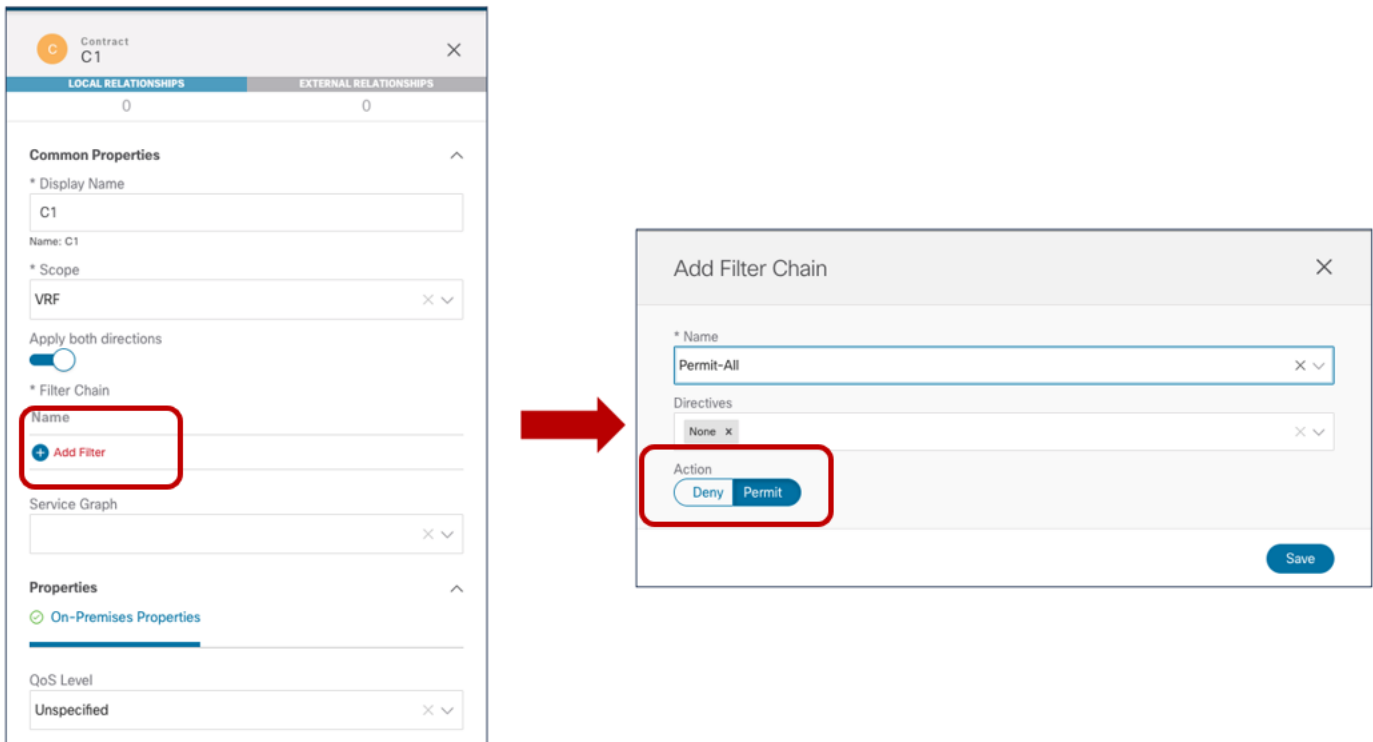 C
Contract
C1
LOCAL RELATIONSHIPS
EXTERNAL RELATIONSHIPS
0
0
Common Properties
* Display Name
C1
Name: C1
* Scope
VRF
Apply both directions
* Filter Chain
Name
Add Filter
Service Graph
Properties
On-Premises Properties
QoS Level
Unspecified
Add Filter Chain
* Name
Permit-All
Directives
None ×
Action
Deny Permit
Save